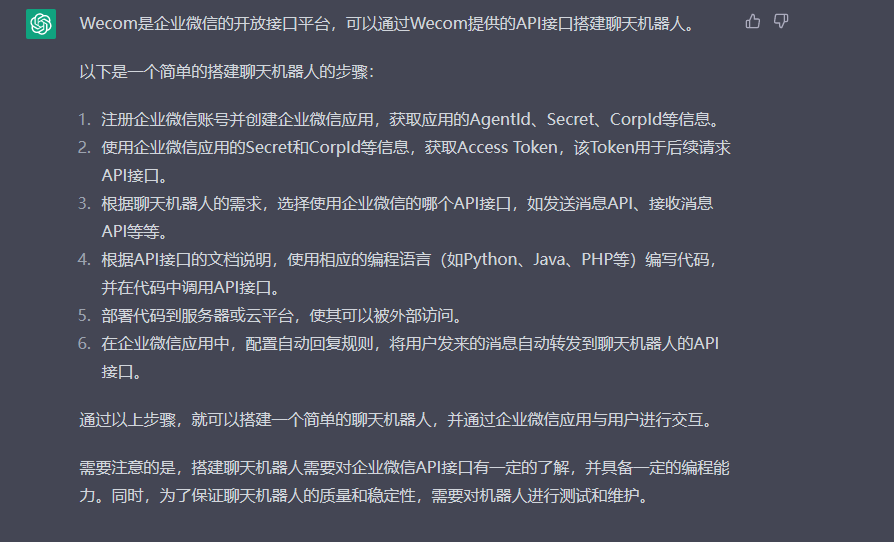 Wecom是企业微信的开放接口平台，可以通过Wecom提供的API接口搭建聊天机器人。
以下是一个简单的搭建聊天机器人的步骤：
1. 注册企业微信账号并创建企业微信应用，获取应用的AgentId、Secret、CorpId等信息。
2. 使用企业微信应用的Secret和CorpId等信息，获取Access Token，该Token用于后续请求
API接口。
3. 根据聊天机器人的需求，选择使用企业微信的哪个API接口，如发送消息API、接收消息
API等等。
4. 根据API接口的文档说明，使用相应的编程语言（如Python、Java、PHP等）编写代码，
并在代码中调用API接口。
5. 部署代码到服务器或云平台，使其可以被外部访问。
6. 在企业微信应用中，配置自动回复规则，将用户发来的消息自动转发到聊天机器人的API
接口。
通过以上步骤，就可以搭建一个简单的聊天机器人，并通过企业微信应用与用户进行交互。
需要注意的是，搭建聊天机器人需要对企业微信API接口有一定的了解，并具备一定的编程能
力。同时，为了保证聊天机器人的质量和稳定性，需要对机器人进行测试和维护。